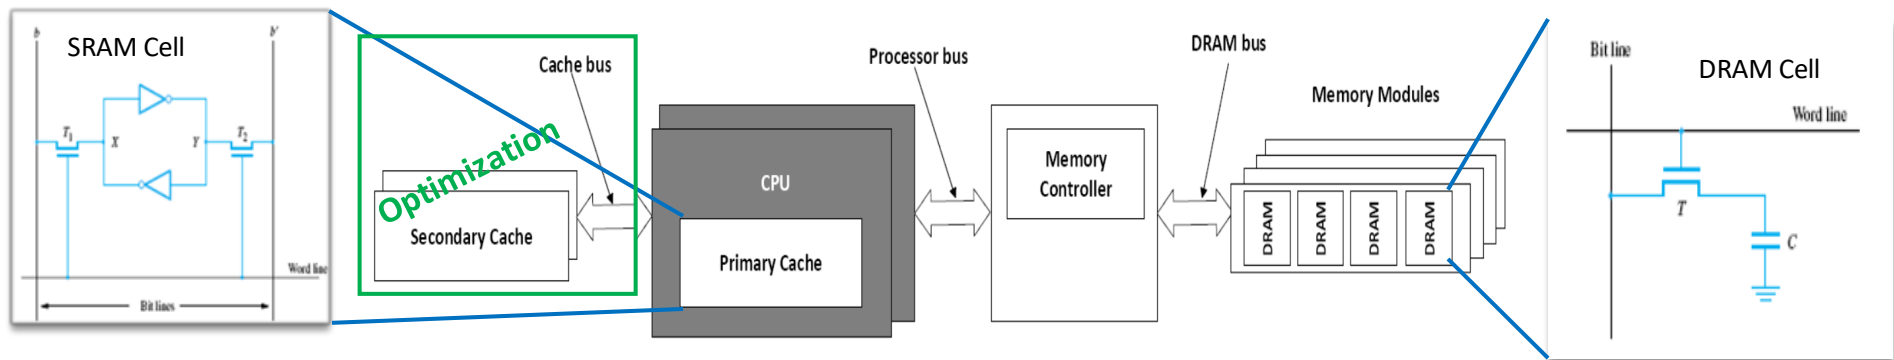 b
b'
SRAM Cell
T1
X
Y
T2
Word line
Bit lines
Cache bus
Optimization
Secondary Cache
CPU
Primary Cache
Processor bus
Memory
Controller
DRAM bus
Memory Modules
DRAM
DRAM
DRAM
DRAM
Bit line
DRAM Cell
Word line
T
C